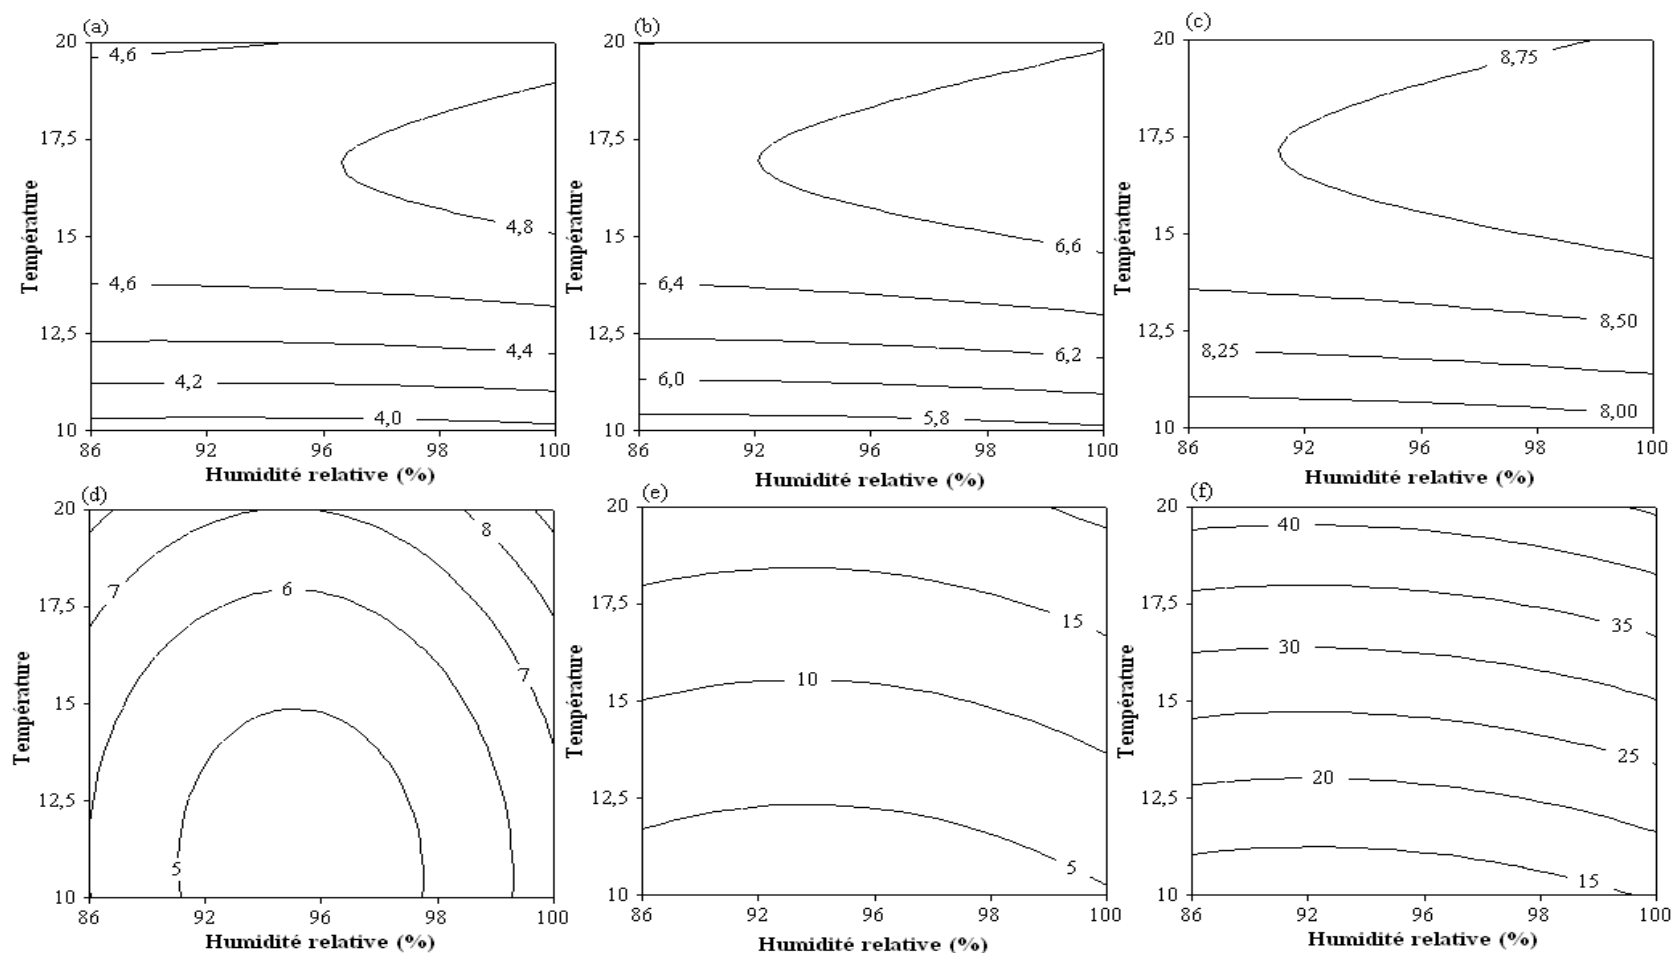 (a)
20
4,6
17,5
4,8
15
4,6
12,5
4,4
4,2
4,0
10
86 92 96 98 100
Température
Humidité relative (%)
(b)
20
17,5
6,6
15
6,4
12,5
6,2
6,0
5,8
10
86 92 96 98 100
Température
Humidité relative (%)
(c)
20
8,75
17,5
15
8,50
12,5
8,25
8,00
10
86 92 96 98 100
Température
Humidité relative (%)
(d)
20
8
7
6
17,5
7
15
12,5
5
10
86 92 96 98 100
Température
Humidité relative (%)
(e)
20
17,5
15
10
15
12,5
5
10
86 92 96 98 100
Température
Humidité relative (%)
(f)
20
40
17,5
35
30
15
25
20
12,5
15
10
86 92 96 98 100
Température
Humidité relative (%)